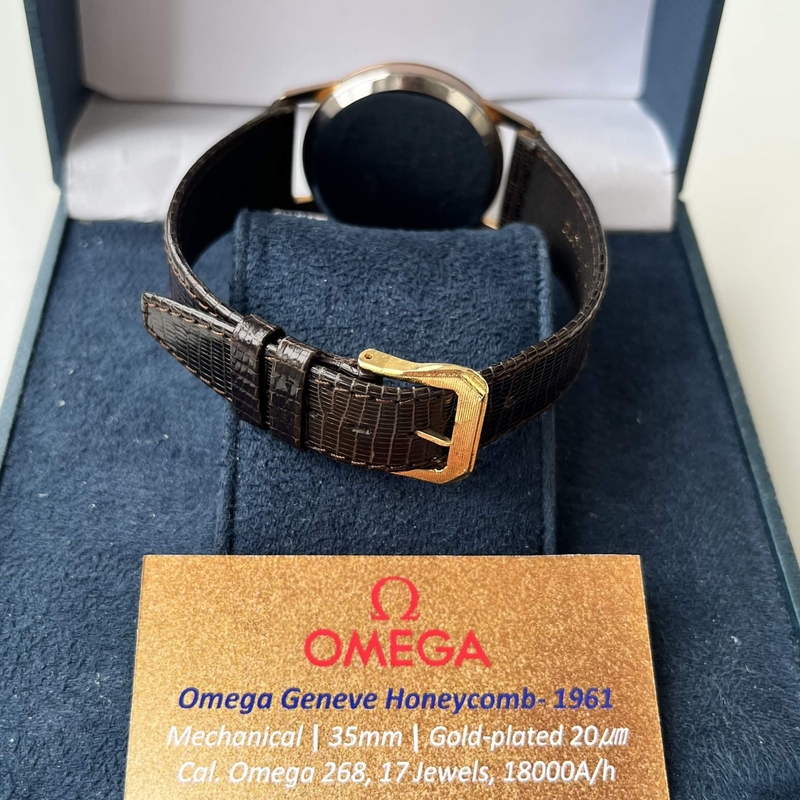 Ω
OMEGA
Omega Geneve Honeycomb- 1961
Mechanical | 35mm | Gold-plated 20㎛
Cal. Omega 268, 17 Jewels, 18000A/h